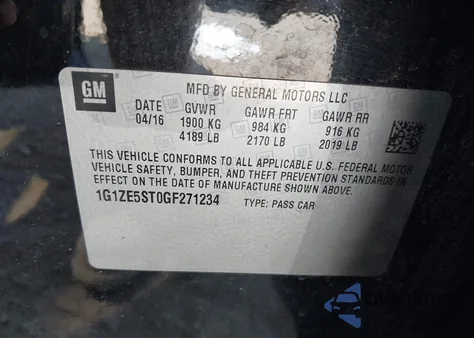 GM
MFD BY GENERAL MOTORS LLC
DATE GVWR GAWR FRT GAWR RR
04/16 1900 KG 984 KG 916 KG
4189 LB 2170 LB 2019 LB
THIS VEHICLE CONFORMS TO ALL APPLICABLE U.S. FEDERAL MOTOR
VEHICLE SAFETY, BUMPER, AND THEFT PREVENTION STANDARDS IN
EFFECT ON THE DATE OF MANUFACTURE SHOWN ABOVE.
1G1ZE5ST0GF271234 TYPE: PASS CAR